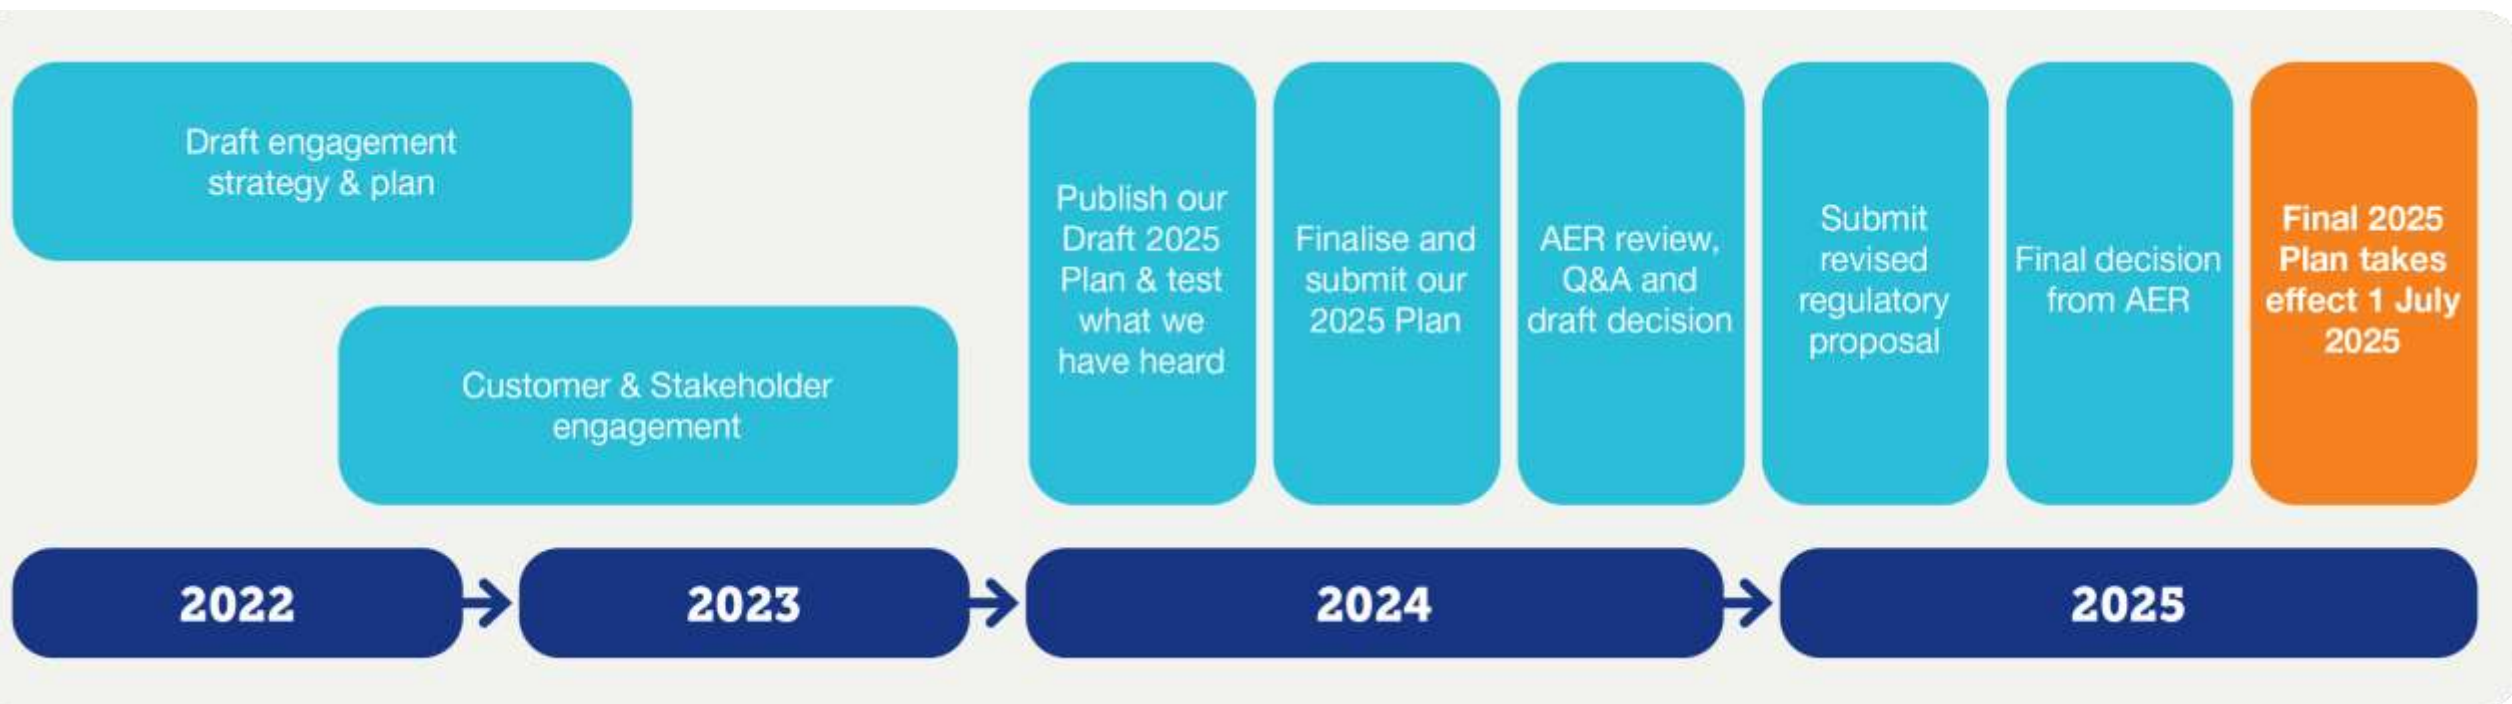 Draft engagement
strategy & plan
Customer & Stakeholder
engagement
Publish our
Draft 2025
Plan & test
what we
have heard
Finalise and
submit our
2025 Plan
AER review,
Q&A and
draft decision
Submit
revised
regulatory
proposal
Final decision
from AER
Final 2025
Plan takes
effect 1 July
2025
2022
2023
2024
2025